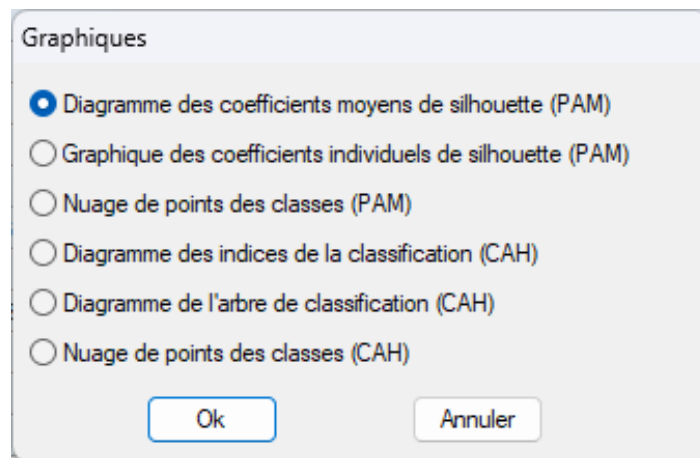 Graphiques
Diagramme des coefficients moyens de silhouette (PAM)
Graphique des coefficients individuels de silhouette (PAM)
Nuage de points des classes (PAM)
Diagramme des indices de la classification (CAH)
Diagramme de l'arbre de classification (CAH)
Nuage de points des classes (CAH)
Ok Annuler